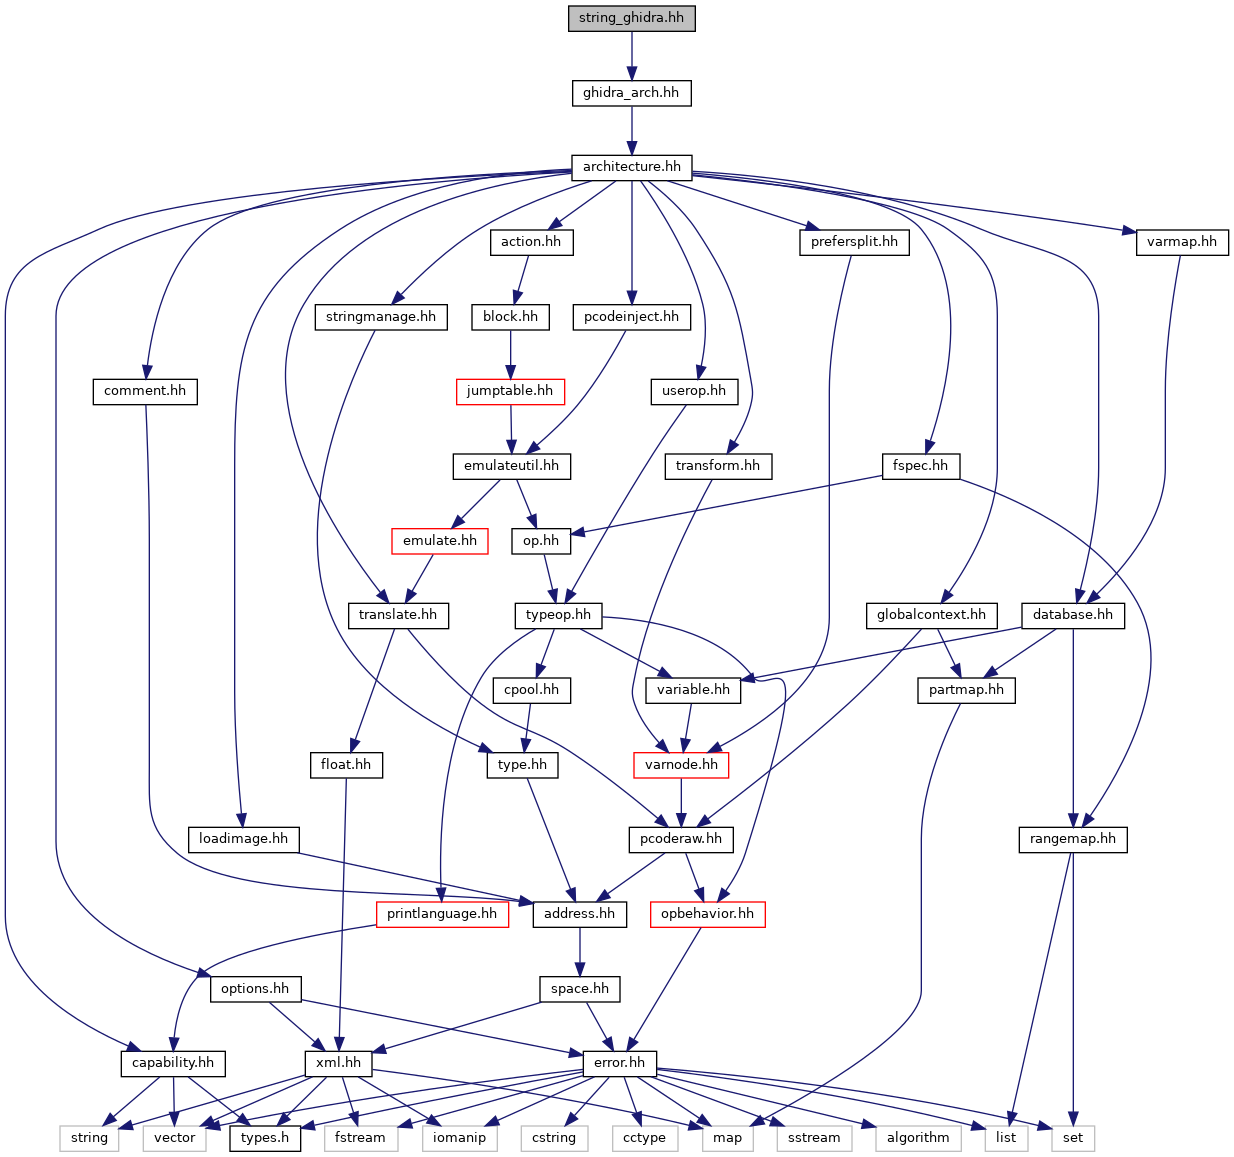 string_ghidra.hh
ghidra_arch.hh
architecture.hh
action.hh
prefersplit.hh
varmap.hh
stringmanage.hh
block.hh
pcodeinject.hh
comment.hh
jumptable.hh
userop.hh
emulateutil.hh
transform.hh
fspec.hh
emulate.hh
op.hh
translate.hh
typeop.hh
globalcontext.hh
database.hh
cpool.hh
variable.hh
partmap.hh
float.hh
type.hh
varnode.hh
loadimage.hh
pcoderaw.hh
rangemap.hh
printlanguage.hh
address.hh
opbehavior.hh
options.hh
space.hh
capability.hh
xml.hh
error.hh
string
vector
types.h
fstream
iomanip
cstring
cctype
map
sstream
algorithm
list
set